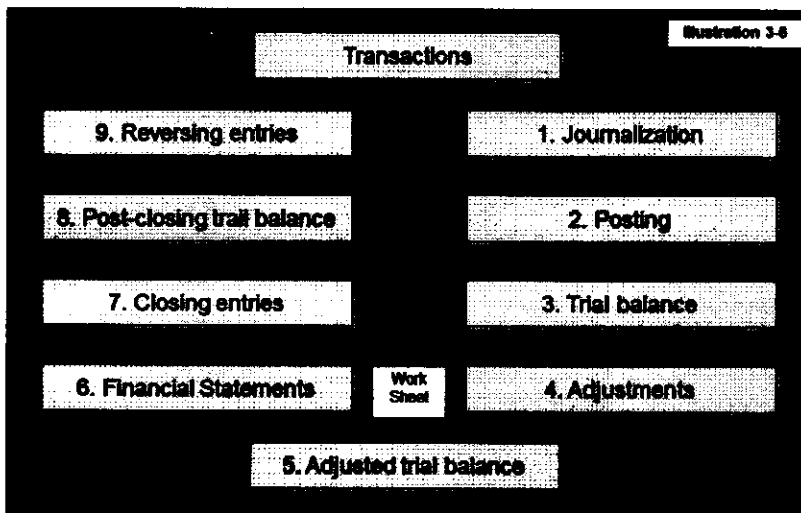 Illustration 3-6
Transactions
9. Reversing entries
1. Journalization
8. Post-closing trail balance
2. Posting
7. Closing entries
3. Trial balance
6. Financial Statements
Work
Sheet
4. Adjustments
5. Adjusted trial balance